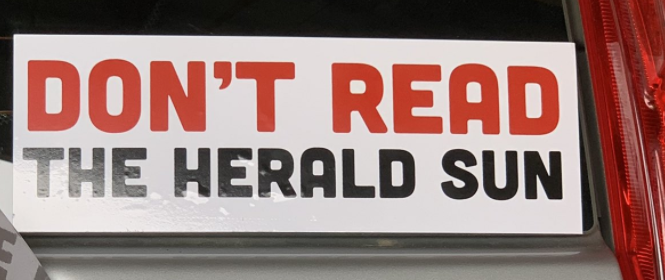 DON'T READ
THE HERALD SUN